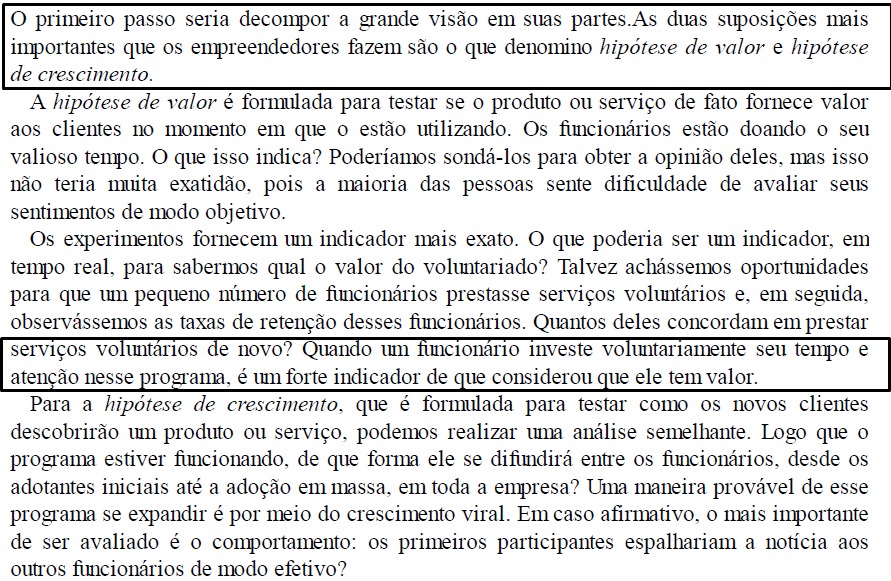 O primeiro passo seria decompor a grande visão em suas partes.As duas suposições mais
importantes que os empreendedores fazem são o que denomino hipótese de valor e hipótese
de crescimento.
A hipótese de valor é formulada para testar se o produto ou serviço de fato fornece valor
aos clientes no momento em que o estão utilizando. Os funcionários estão doando o seu
valioso tempo. O que isso indica? Poderíamos sondá-los para obter a opinião deles, mas isso
não teria muita exatidão, pois a maioria das pessoas sente dificuldade de avaliar seus
sentimentos de modo objetivo.
Os experimentos fornecem um indicador mais exato. O que poderia ser um indicador, em
tempo real, para sabermos qual o valor do voluntariado? Talvez achássemos oportunidades
para que um pequeno número de funcionários prestasse serviços voluntários e, em seguida,
observássemos as taxas de retenção desses funcionários. Quantos deles concordam em prestar
serviços voluntários de novo? Quando um funcionário investe voluntariamente seu tempo e
atenção nesse programa, é um forte indicador de que considerou que ele tem valor.
Para a hipótese de crescimento, que é formulada para testar como os novos clientes
descobrirão um produto ou serviço, podemos realizar uma análise semelhante. Logo que o
programa estiver funcionando, de que forma ele se difundirá entre os funcionários, desde os
adotantes iniciais até a adoção em massa, em toda a empresa? Uma maneira provável de esse
programa se expandir é por meio do crescimento viral. Em caso afirmativo, o mais importante
de ser avaliado é o comportamento: os primeiros participantes espalhariam a notícia aos
outros funcionários de modo efetivo?